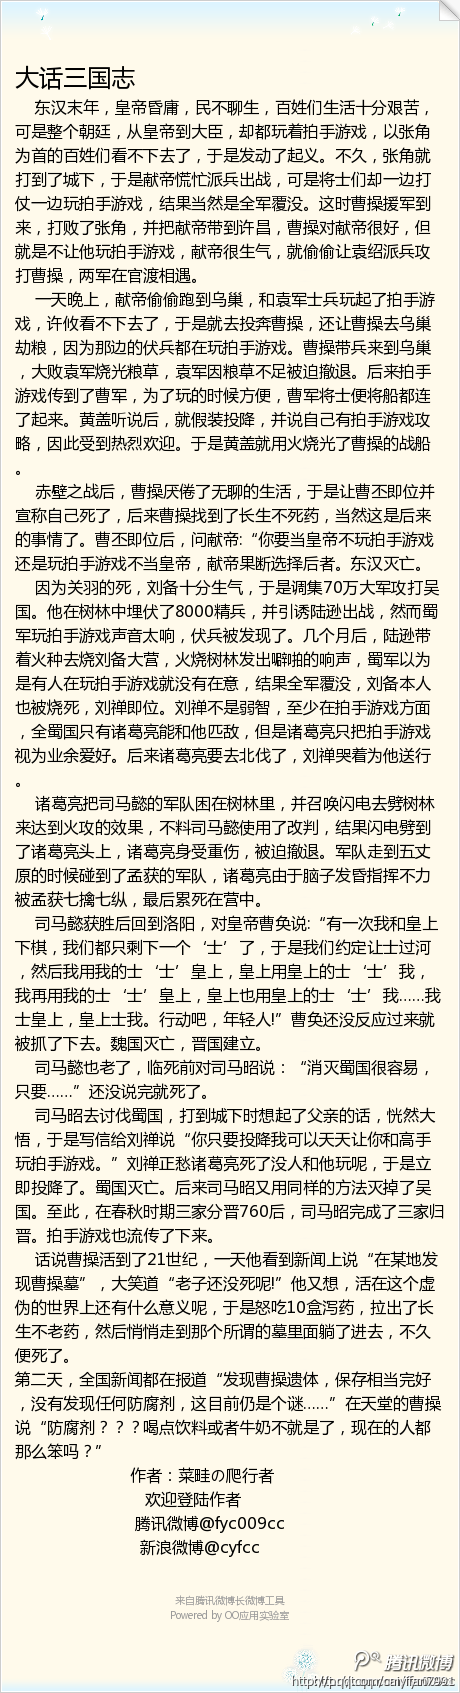 大话三国志
东汉末年，皇帝昏庸，民不聊生，百姓们生活十分艰苦，
可是整个朝廷，从皇帝到大臣，却都玩着拍手游戏，以张角
为首的百姓们看不下去了，于是发动了起义。不久，张角就
打到了城下，于是献帝慌忙派兵出战，可是将士们却一边打
仗一边玩拍手游戏，结果当然是全军覆没。这时曹操援军到
来，打败了张角，并把献帝带到许昌，曹操对献帝很好，但
就是不让他玩拍手游戏，献帝很生气，就偷偷让袁绍派兵攻
打曹操，两军在官渡相遇。
一天晚上，献帝偷偷跑到乌巢，和袁军士兵玩起了拍手游
戏，许攸看不下去了，于是就去投奔曹操，还让曹操去乌巢
劫粮，因为那边的伏兵都在玩拍手游戏。曹操带兵来到乌巢
，大败袁军烧光粮草，袁军因粮草不足被迫撤退。后来拍手
游戏传到了曹军，为了玩的时候方便，曹军将士便将船都连
了起来。黄盖听说后，就假装投降，并说自己有拍手游戏攻
略，因此受到热烈欢迎。于是黄盖就用火烧光了曹操的战船
。
赤壁之战后，曹操厌倦了无聊的生活，于是让曹丕即位并
宣称自己死了，后来曹操找到了长生不死药，当然这是后来
的事情了。曹丕即位后，问献帝:“你要当皇帝不玩拍手游戏
还是玩拍手游戏不当皇帝，献帝果断选择后者。东汉灭亡。
因为关羽的死，刘备十分生气，于是调集70万大军攻打吴
国。他在树林中埋伏了8000精兵，并引诱陆逊出战，然而蜀
军玩拍手游戏声音太响，伏兵被发现了。几个月后，陆逊带
着火种去烧刘备大营，火烧树林发出噼啪的响声，蜀军以为
是有人在玩拍手游戏就没有在意，结果全军覆没，刘备本人
也被烧死，刘禅即位。刘禅不是弱智，至少在拍手游戏方面
，全蜀国只有诸葛亮能和他匹敌，但是诸葛亮只把拍手游戏
视为业余爱好。后来诸葛亮要去北伐了，刘禅哭着为他送行
。
诸葛亮把司马懿的军队困在树林里，并召唤闪电去劈树林
来达到火攻的效果，不料司马懿使用了改判，结果闪电劈到
了诸葛亮头上，诸葛亮身受重伤，被迫撤退。军队走到五丈
原的时候碰到了孟获的军队，诸葛亮由于脑子发昏指挥不力
被孟获七擒七纵，最后累死在营中。
司马懿获胜后回到洛阳，对皇帝曹免说:“有一次我和皇上
下棋，我们都只剩下一个‘士’了，于是我们约定让士过河
，然后我用我的士‘士’皇上，皇上用皇上的士‘士’我，
我再用我的士‘士’皇上，皇上也用皇上的士‘士’我……我
士皇上，皇上士我。行动吧，年轻人!”曹免还没反应过来就
被抓了下去。魏国灭亡，晋国建立。
司马懿也老了，临死前对司马昭说：“消灭蜀国很容易，
只要……”还没说完就死了。
司马昭去讨伐蜀国，打到城下时想起了父亲的话，恍然大
悟，于是写信给刘禅说“你只要投降我可以天天让你和高手
玩拍手游戏。”刘禅正愁诸葛亮死了没人和他玩呢，于是立
即投降了。蜀国灭亡。后来司马昭又用同样的方法灭掉了吴
国。至此，在春秋时期三家分晋760后，司马昭完成了三家归
晋。拍手游戏也流传了下来。
话说曹操活到了21世纪，一天他看到新闻上说“在某地发
现曹操墓”，大笑道“老子还没死呢!”他又想，活在这个虚
伪的世界上还有什么意义呢，于是怒吃10盒泻药，拉出了长
生不老药，然后悄悄走到那个所谓的墓里面躺了进去，不久
便死了。
第二天，全国新闻都在报道“发现曹操遗体，保存相当完好
，没有发现任何防腐剂，这目前仍是个谜……”在天堂的曹操
说“防腐剂？？？喝点饮料或者牛奶不就是了，现在的人都
那么笨吗？”
作者：菜畦の爬行者
欢迎登陆作者
腾讯微博@fyc009cc
新浪微博@cyfcc
来自腾讯微博长微博工具
Powered by OO应用实验室
腾讯微博